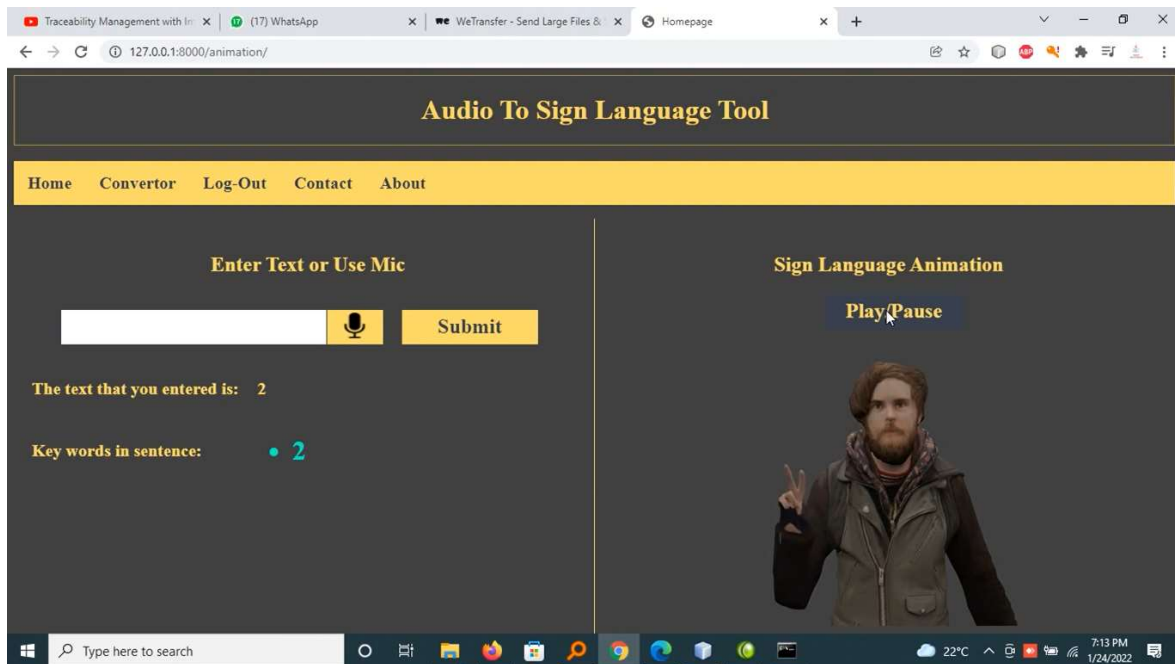 Traceability Management with Im
(17) WhatsApp
WeTransfer - Send Large Files &
Homepage
127.0.0.1:8000/animation/
ABP
Audio To Sign Language Tool
Home Convertor Log-Out Contact About
Enter Text or Use Mic
Submit
The text that you entered is: 2
Key words in sentence: • 2
Sign Language Animation
Play/Pause
Type here to search
22°C
7:13 PM
1/24/2022